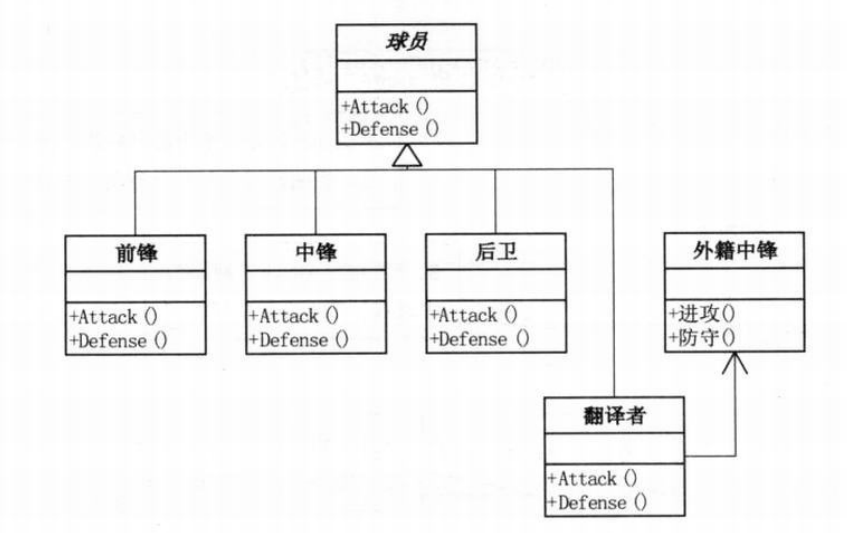 球员
+Attack ()
+Defense ()
前锋
+Attack ()
+Defense ()
中锋
+Attack ()
+Defense ()
后卫
+Attack ()
+Defense ()
外籍中锋
+进攻()
+防守()
翻译者
+Attack ()
+Defense ()